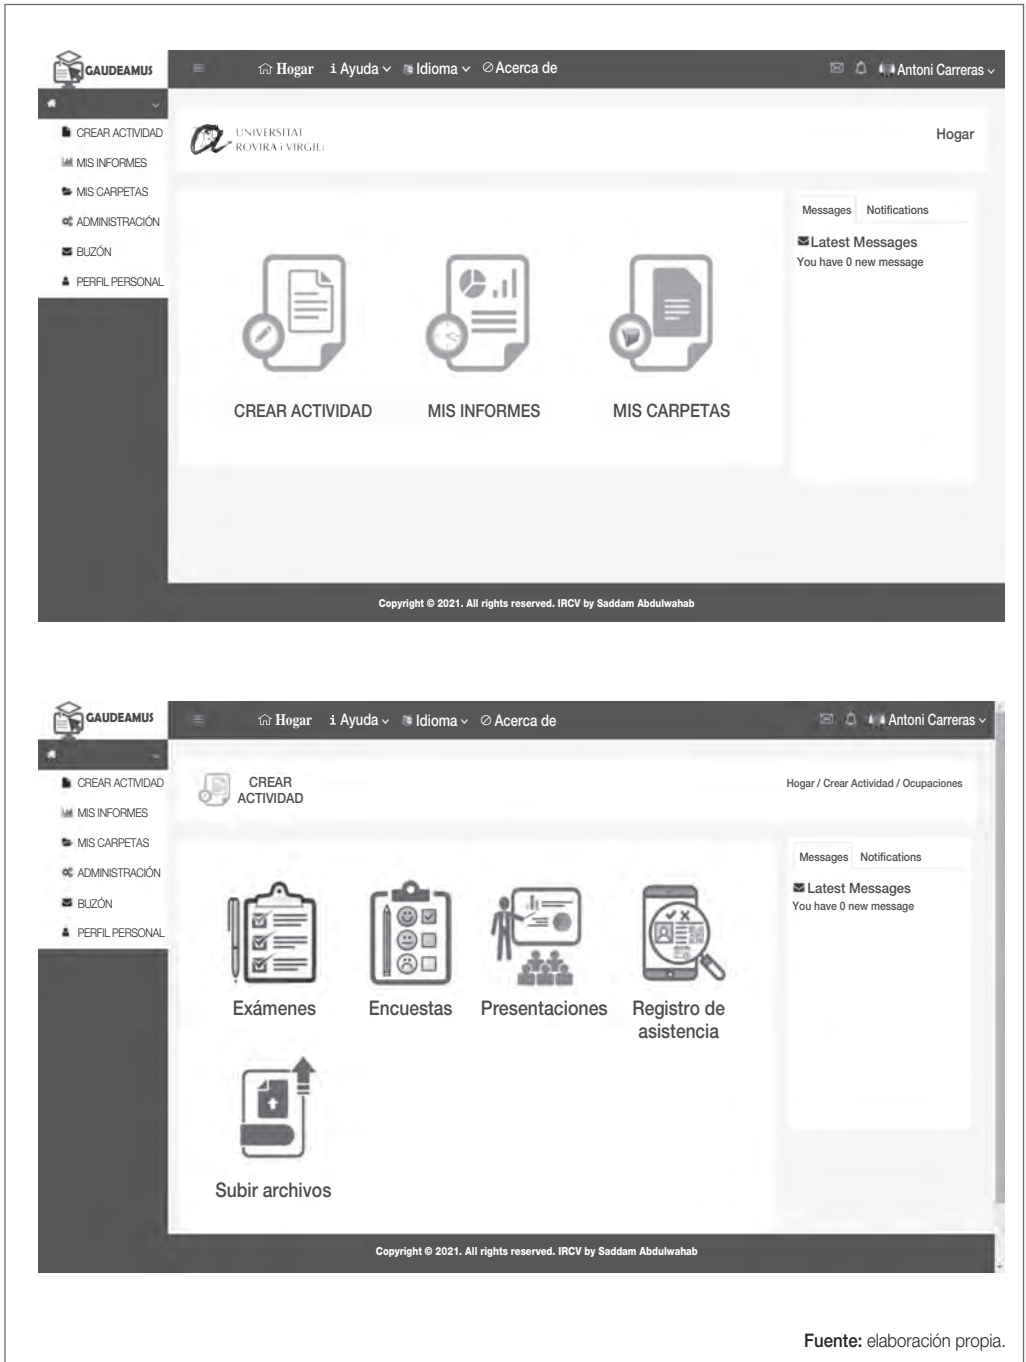 GAUDEAMUS
Hogar i Ayuda Idioma Acerca de Antoni Carreras
CREAR ACTIVIDAD
MIS INFORMES
MIS CARPETAS
ADMINISTRACIÓN
BUZÓN
PERFIL PERSONAL
UNIVERSITAT
ROVIRA i VIRGILI
Hogar
CREAR ACTIVIDAD
MIS INFORMES
MIS CARPETAS
Messages Notifications
Latest Messages
You have 0 new message
Copyright © 2021. All rights reserved. IRCV by Saddam Abdulwahab
GAUDEAMUS
Hogar i Ayuda Idioma Acerca de Antoni Carreras
CREAR ACTIVIDAD
MIS INFORMES
MIS CARPETAS
ADMINISTRACIÓN
BUZÓN
PERFIL PERSONAL
CREAR
ACTIVIDAD
Hogar / Crear Actividad / Ocupaciones
Exámenes
Encuestas
Presentaciones
Registro de
asistencia
Subir archivos
Messages Notifications
Latest Messages
You have 0 new message
Copyright © 2021. All rights reserved. IRCV by Saddam Abdulwahab
Fuente: elaboración propia.